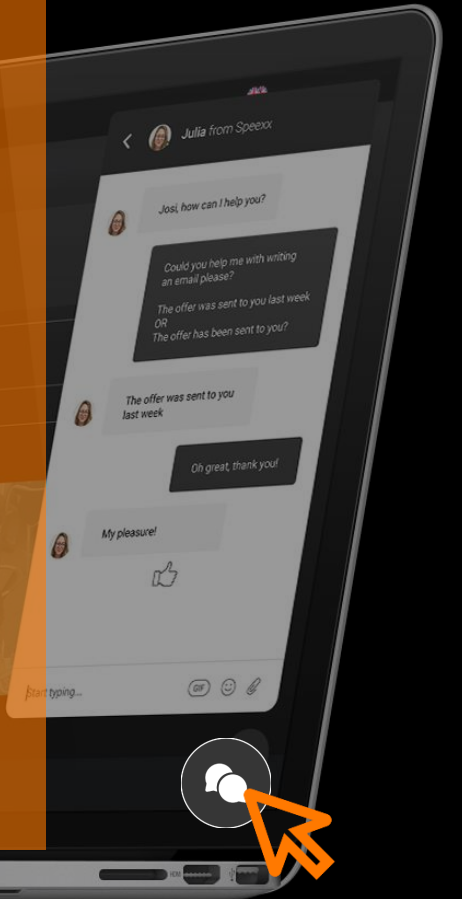 Julia from Speexx
Josi, how can I help you?
Could you help me with writing
an email please?
The offer was sent to you last week
OR
The offer has been sent to you?
The offer was sent to you
last week
Oh great, thank you!
My pleasure!
Start typing...
GIF
HDMI